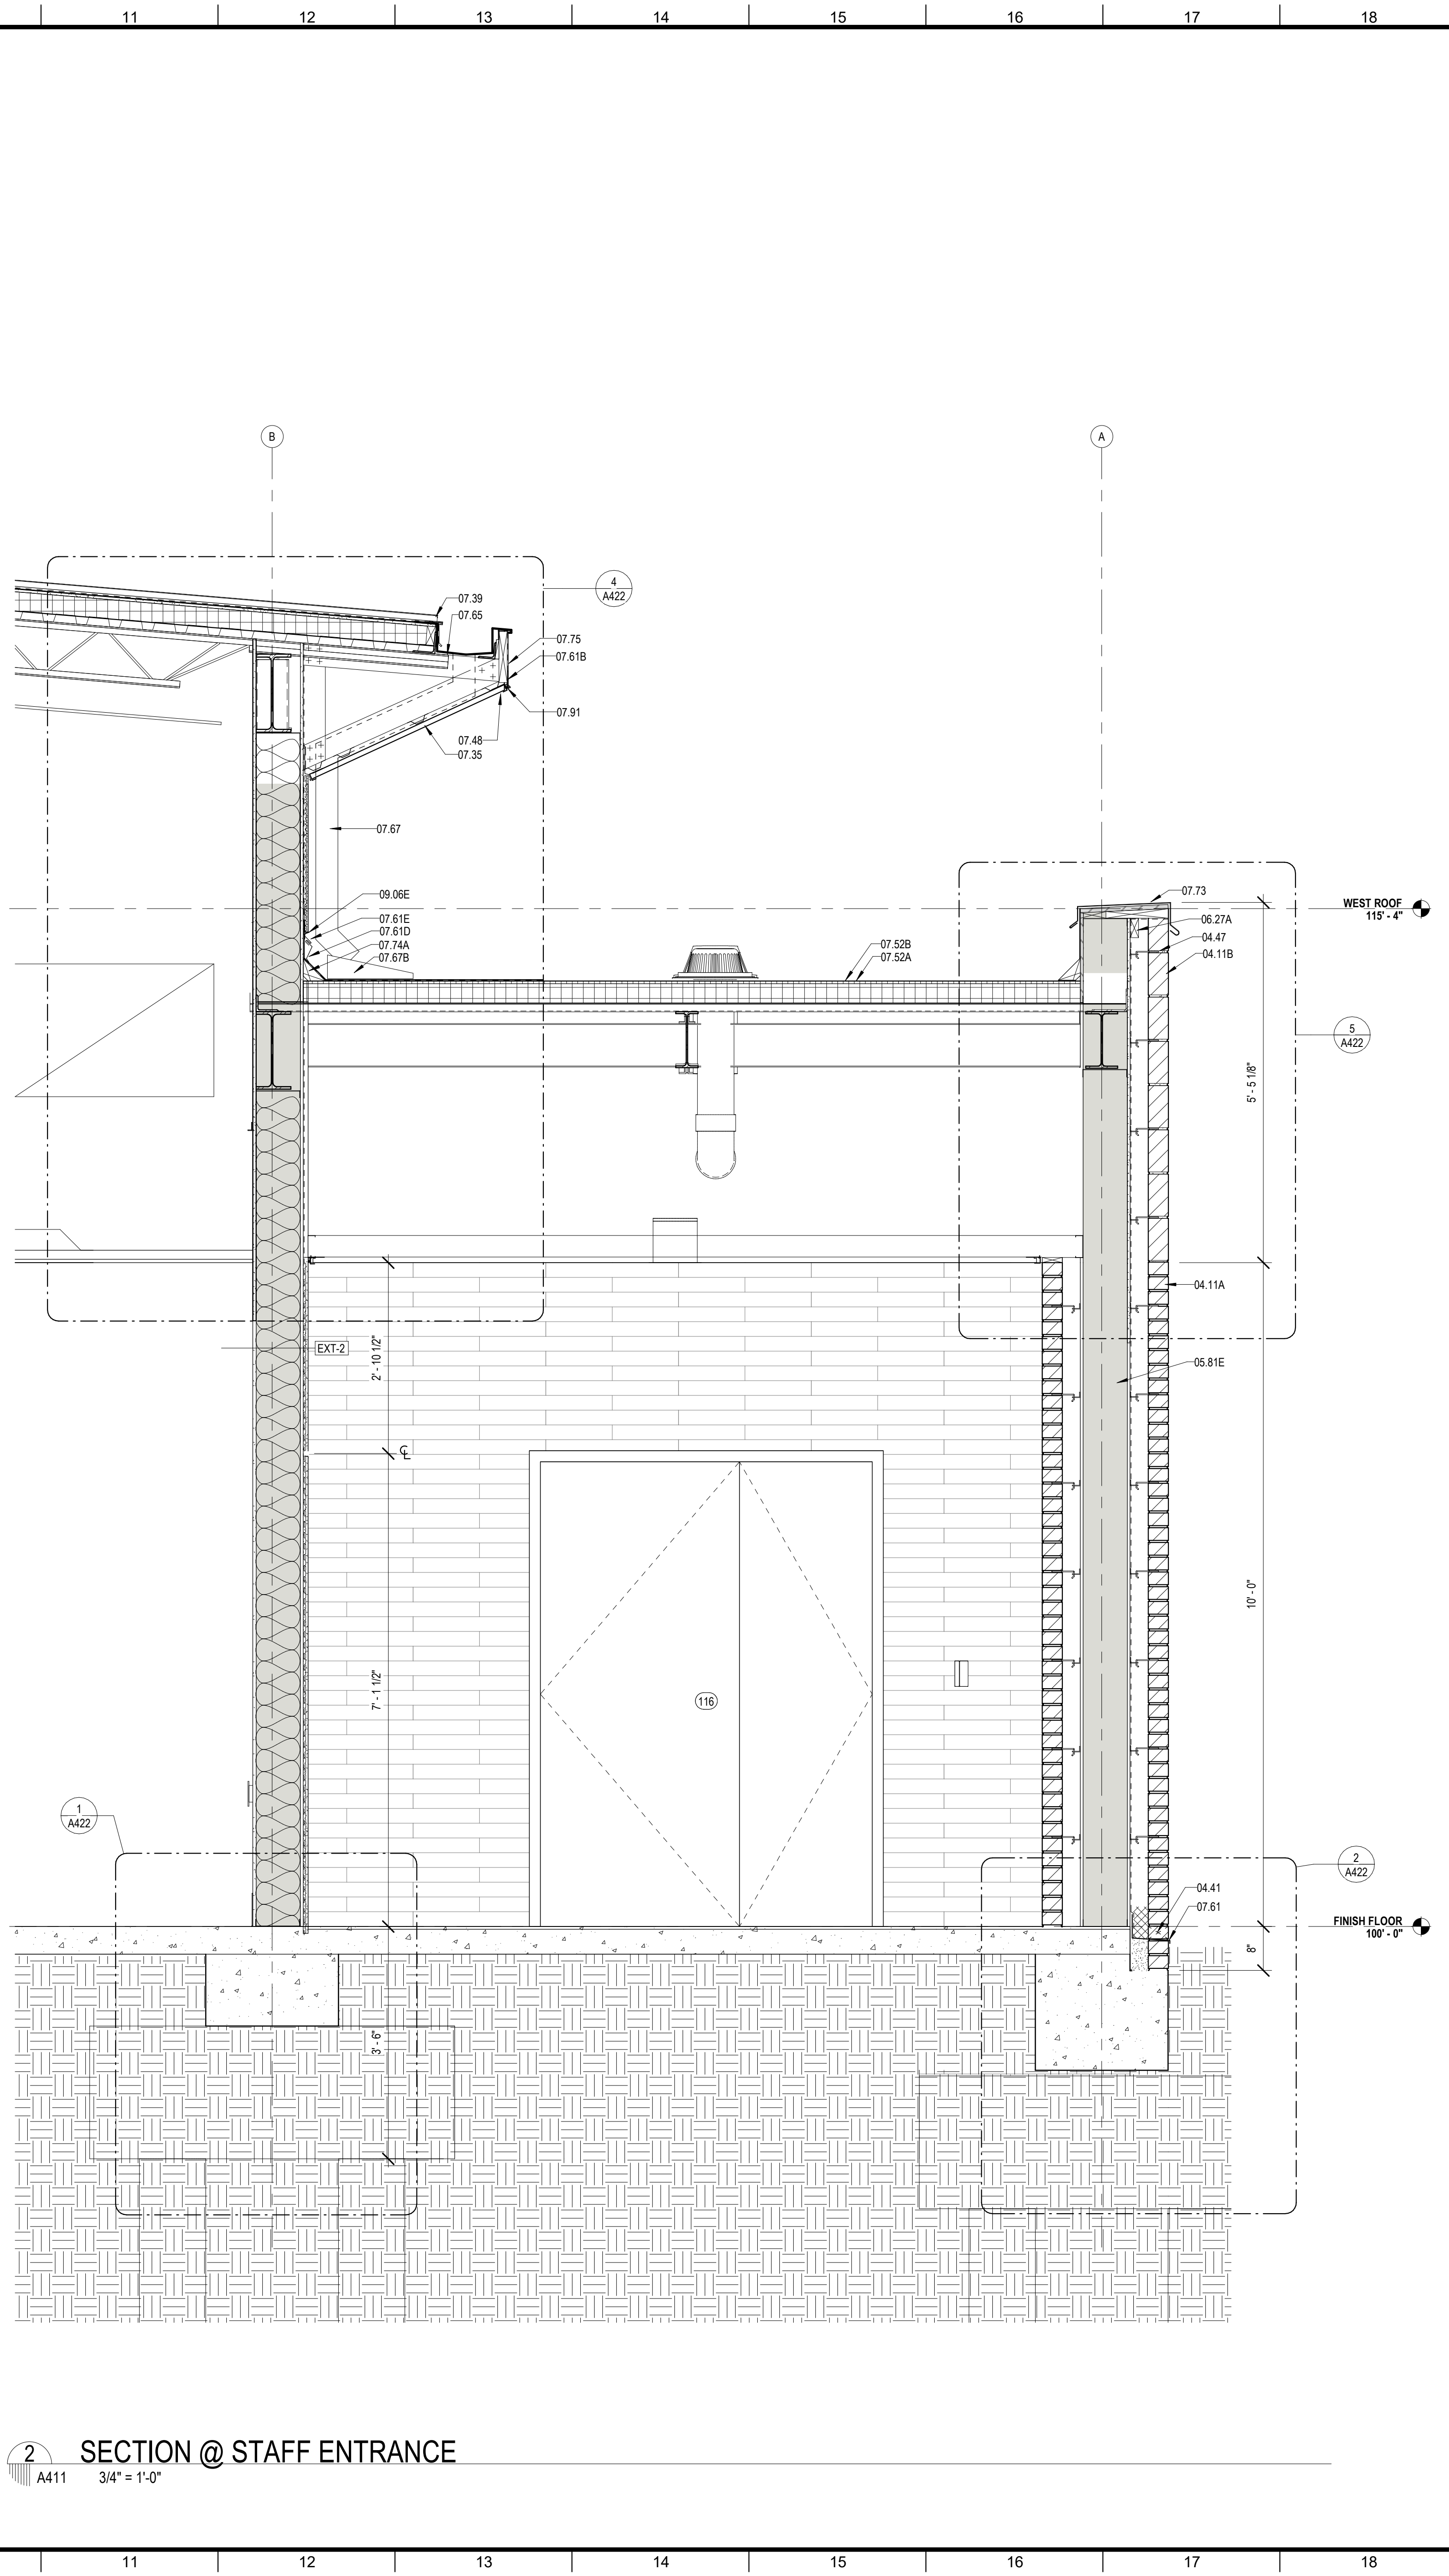 11 12 13 14 15 16 17 18
B
A
4
A422
07.39
07.65
07.75
07.61B
07.91
07.48
07.35
07.67
07.73
WEST ROOF
115' - 4"
09.06E
06.27A
07.61E
04.47
07.61D
07.74A
07.52B
04.11B
07.67B
07.52A
5
A422
5' - 5 1/8"
04.11A
EXT-2
2' - 10 1/2"
05.81E
CL
10' - 0"
7' - 1 1/2"
116
1
A422
2
A422
04.41
07.61
FINISH FLOOR
100' - 0"
8"
3' - 6"
2
SECTION @ STAFF ENTRANCE
A411
3/4" = 1'-0"
11 12 13 14 15 16 17 18